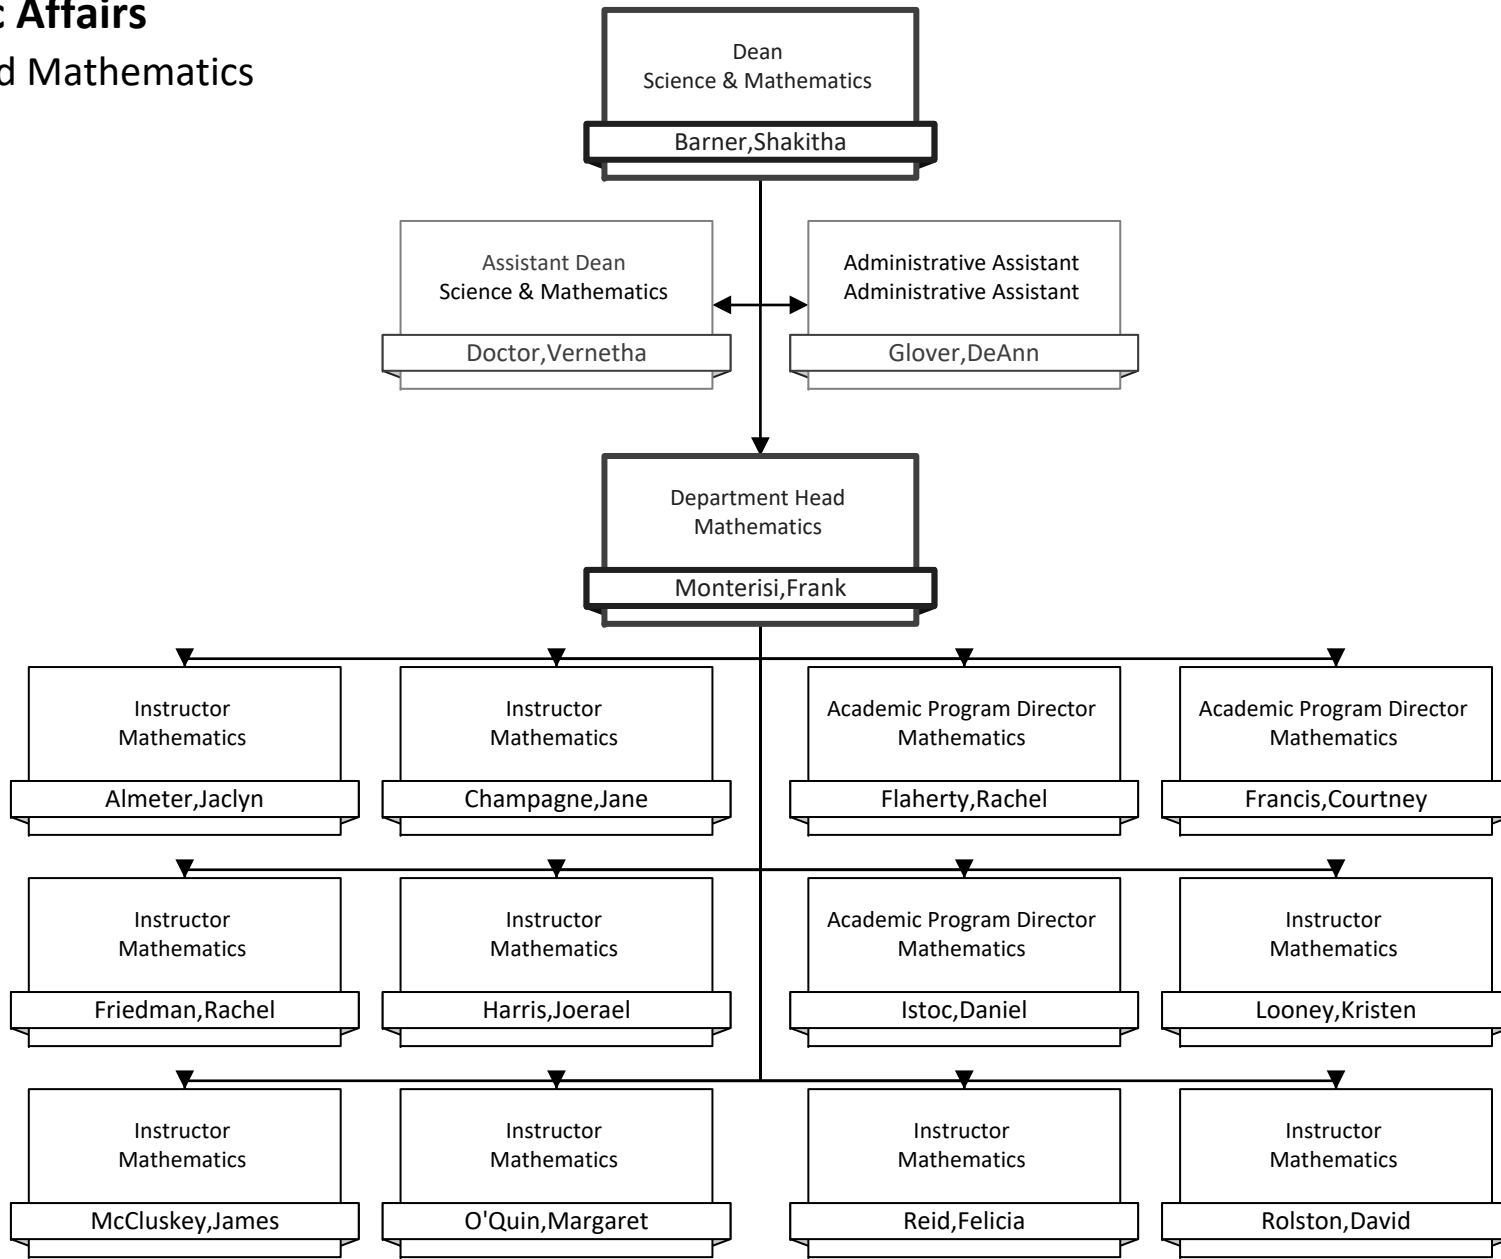 Affairs
Mathematics
Dean
Science & Mathematics
Barner,Shakitha
Assistant Dean
Science & Mathematics
Doctor,Vernetha
Administrative Assistant
Administrative Assistant
Glover,DeAnn
Department Head
Mathematics
Monterisi,Frank
Instructor
Mathematics
Almeter,Jaclyn
Instructor
Mathematics
Champagne,Jane
Academic Program Director
Mathematics
Flaherty,Rachel
Academic Program Director
Mathematics
Francis,Courtney
Instructor
Mathematics
Friedman,Rachel
Instructor
Mathematics
Harris,Joerael
Academic Program Director
Mathematics
Istoc,Daniel
Instructor
Mathematics
Looney,Kristen
Instructor
Mathematics
McCluskey,James
Instructor
Mathematics
O'Quin,Margaret
Instructor
Mathematics
Reid,Felicia
Instructor
Mathematics
Rolston,David